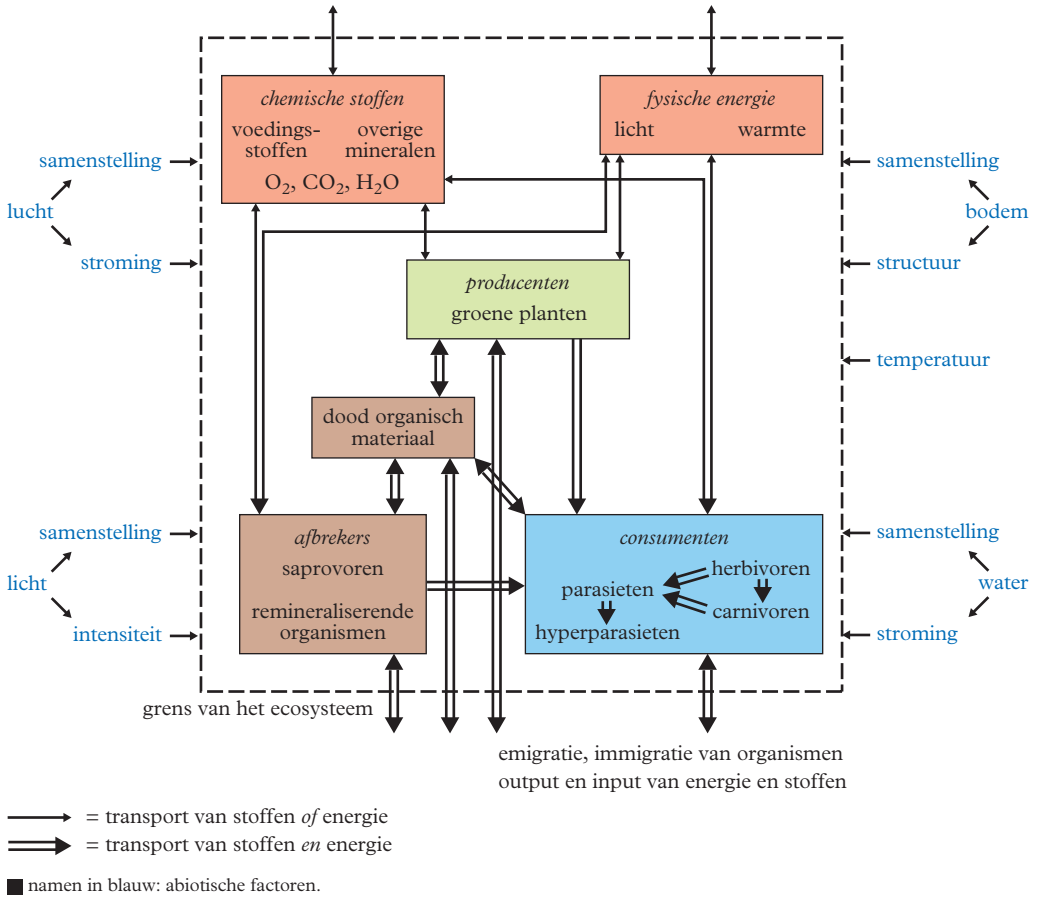 chemische stoffen
voedings-
stoffen
overige
mineralen
O₂, CO₂, H₂O
fysische energie
licht warmte
samenstelling
lucht
stroming
samenstelling
bodem
structuur
temperatuur
producenten
groene planten
dood organisch
materiaal
samenstelling
licht
intensiteit
afbrekers
saprovoren
remineraliserende
organismen
consumenten
herbivoren
parasieten
carnivoren
hyperparasieten
samenstelling
water
stroming
grens van het ecosysteem
emigratie, immigratie van organismen
output en input van energie en stoffen
= transport van stoffen of energie
= transport van stoffen en energie
namen in blauw: abiotische factoren.